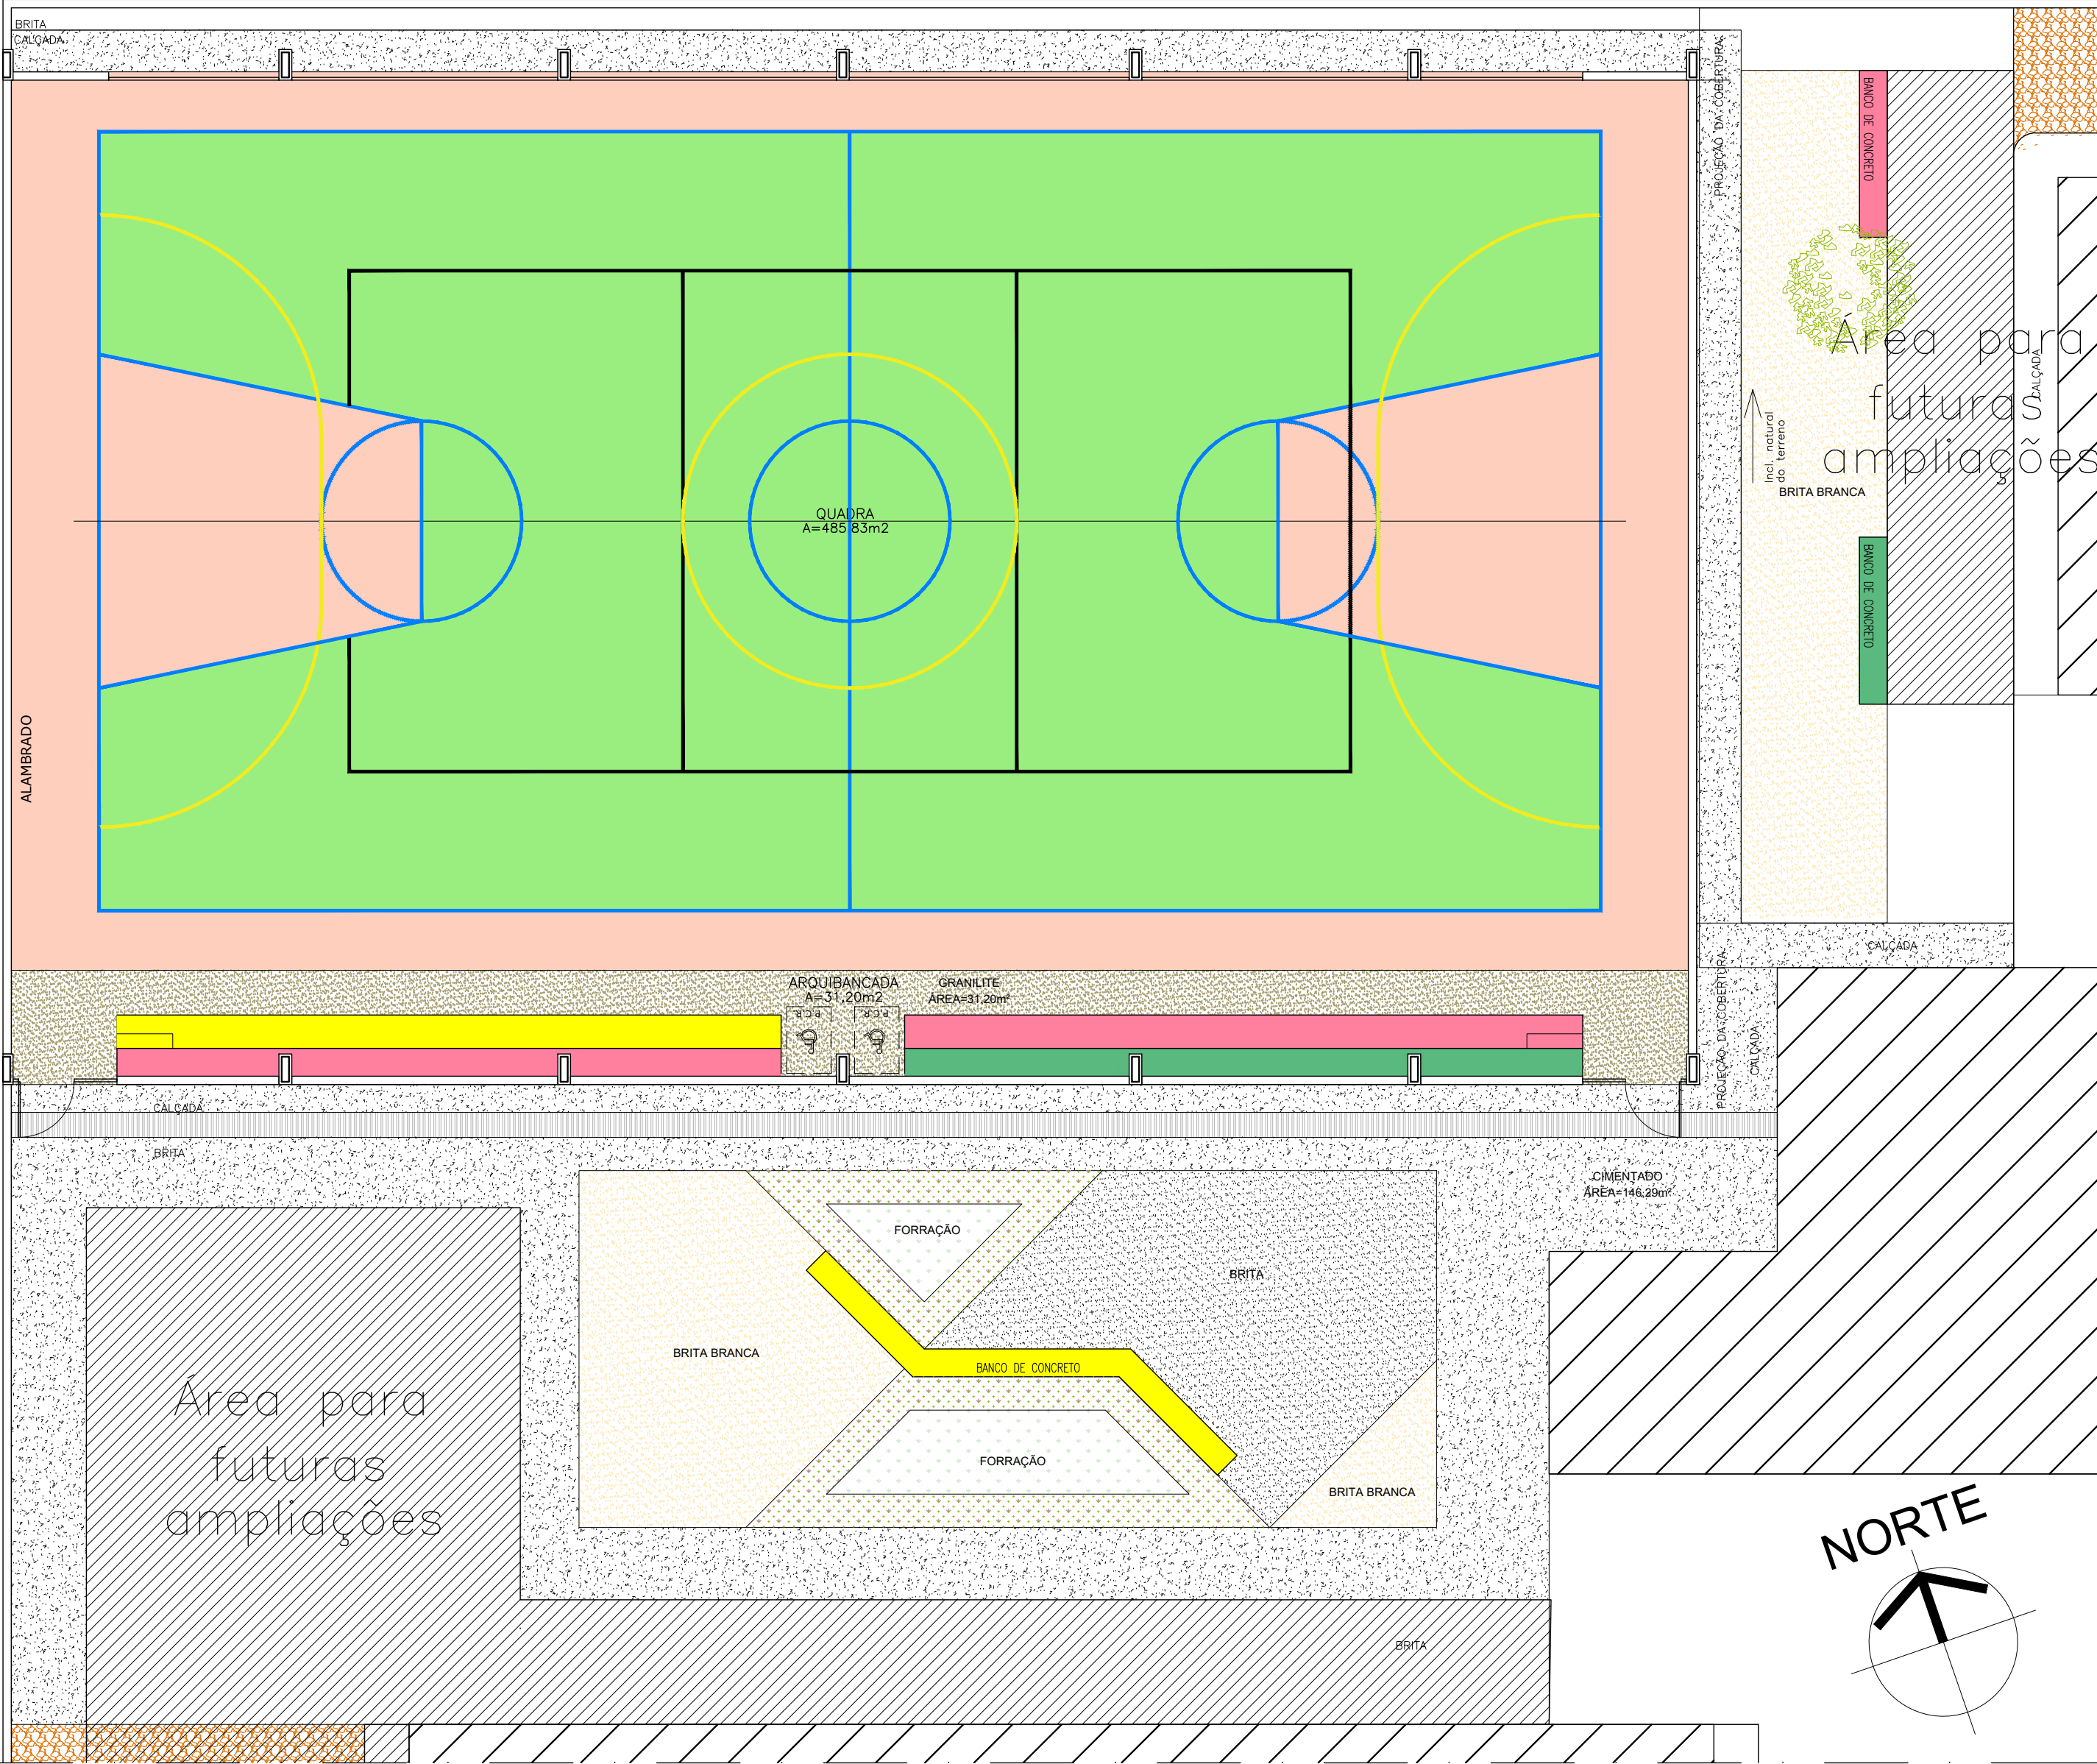 BRITA
CALÇADA
PROJEÇÃO DA COBERTURA
BANCO DE CONCRETO
Área para
futuras
ampliações
CALÇADA
Incl. natural
do terreno
BRITA BRANCA
BANCO DE CONCRETO
QUADRA
A=485,83m2
ALAMBRADO
CALÇADA
ARQUIBANCADA
A=31,20m2
GRANILITE
ÁREA=31,20m²
P.C.R.
P.C.R.
PROJEÇÃO DA COBERTURA
CALÇADA
CALÇADA
BRITA
CIMENTADO
ÁREA=146,29m²
FORRAÇÃO
BRITA
BRITA BRANCA
BANCO DE CONCRETO
Área para
futuras
ampliações
FORRAÇÃO
BRITA BRANCA
NORTE
BRITA